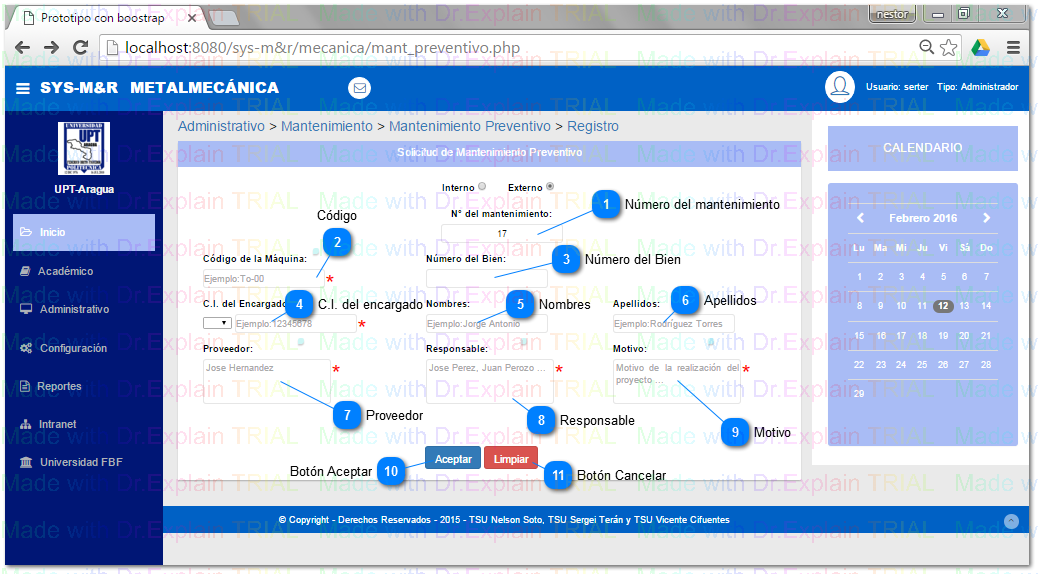 Prototipo con boostrap
nestor
localhost:8080/sys-m&r/mecanica/mant_preventivo.php
SYS-M&R METALMECÁNICA
Usuario: serter Tipo: Administrador
UNIVERSIDAD
UPT
ARAGUA
UPT-Aragua
Inicio
Académico
Administrativo
Configuración
Reportes
Intranet
Universidad FBF
Administrativo > Mantenimiento > Mantenimiento Preventivo > Registro
Solicitud de Mantenimiento Preventivo
Interno Externo
N° del mantenimiento:
17
1 Número del mantenimiento
Código
2
Código de la Máquina:
Ejemplo:To-00 *
Número del Bien:
3 Número del Bien
C.I. del Encargado
4 C.I. del encargado
Ejemplo:12345678 *
Nombres:
5 Nombres
Ejemplo:Jorge Antonio
Apellidos:
6 Apellidos
Ejemplo:Rodríguez Torres
Proveedor:
Jose Hernandez *
7 Proveedor
Responsable:
Jose Perez, Juan Perozo ... *
8 Responsable
Motivo:
Motivo de la realización del *
proyecto ...
9 Motivo
Botón Aceptar 10
Aceptar Limpiar
11 Botón Cancelar
CALENDARIO
Febrero 2016
Lu Ma Mi Ju Vi Sá Do
1 2 3 4 5 6 7
8 9 10 11 12 13 14
15 16 17 18 19 20 21
22 23 24 25 26 27 28
29
© Copyright - Derechos Reservados - 2015 - TSU Nelson Soto, TSU Sergei Terán y TSU Vicente Cifuentes
Made with Dr.Explain TRIAL